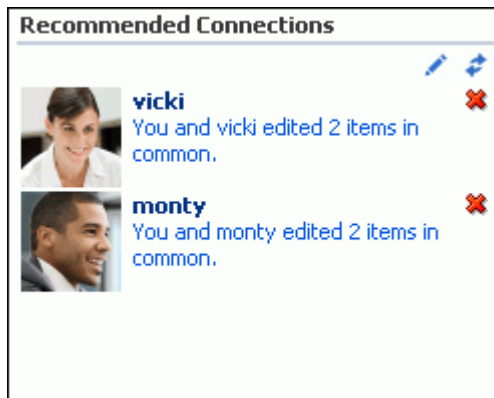 Recommended Connections
vicki
You and vicki edited 2 items in
common.
monty
You and monty edited 2 items in
common.